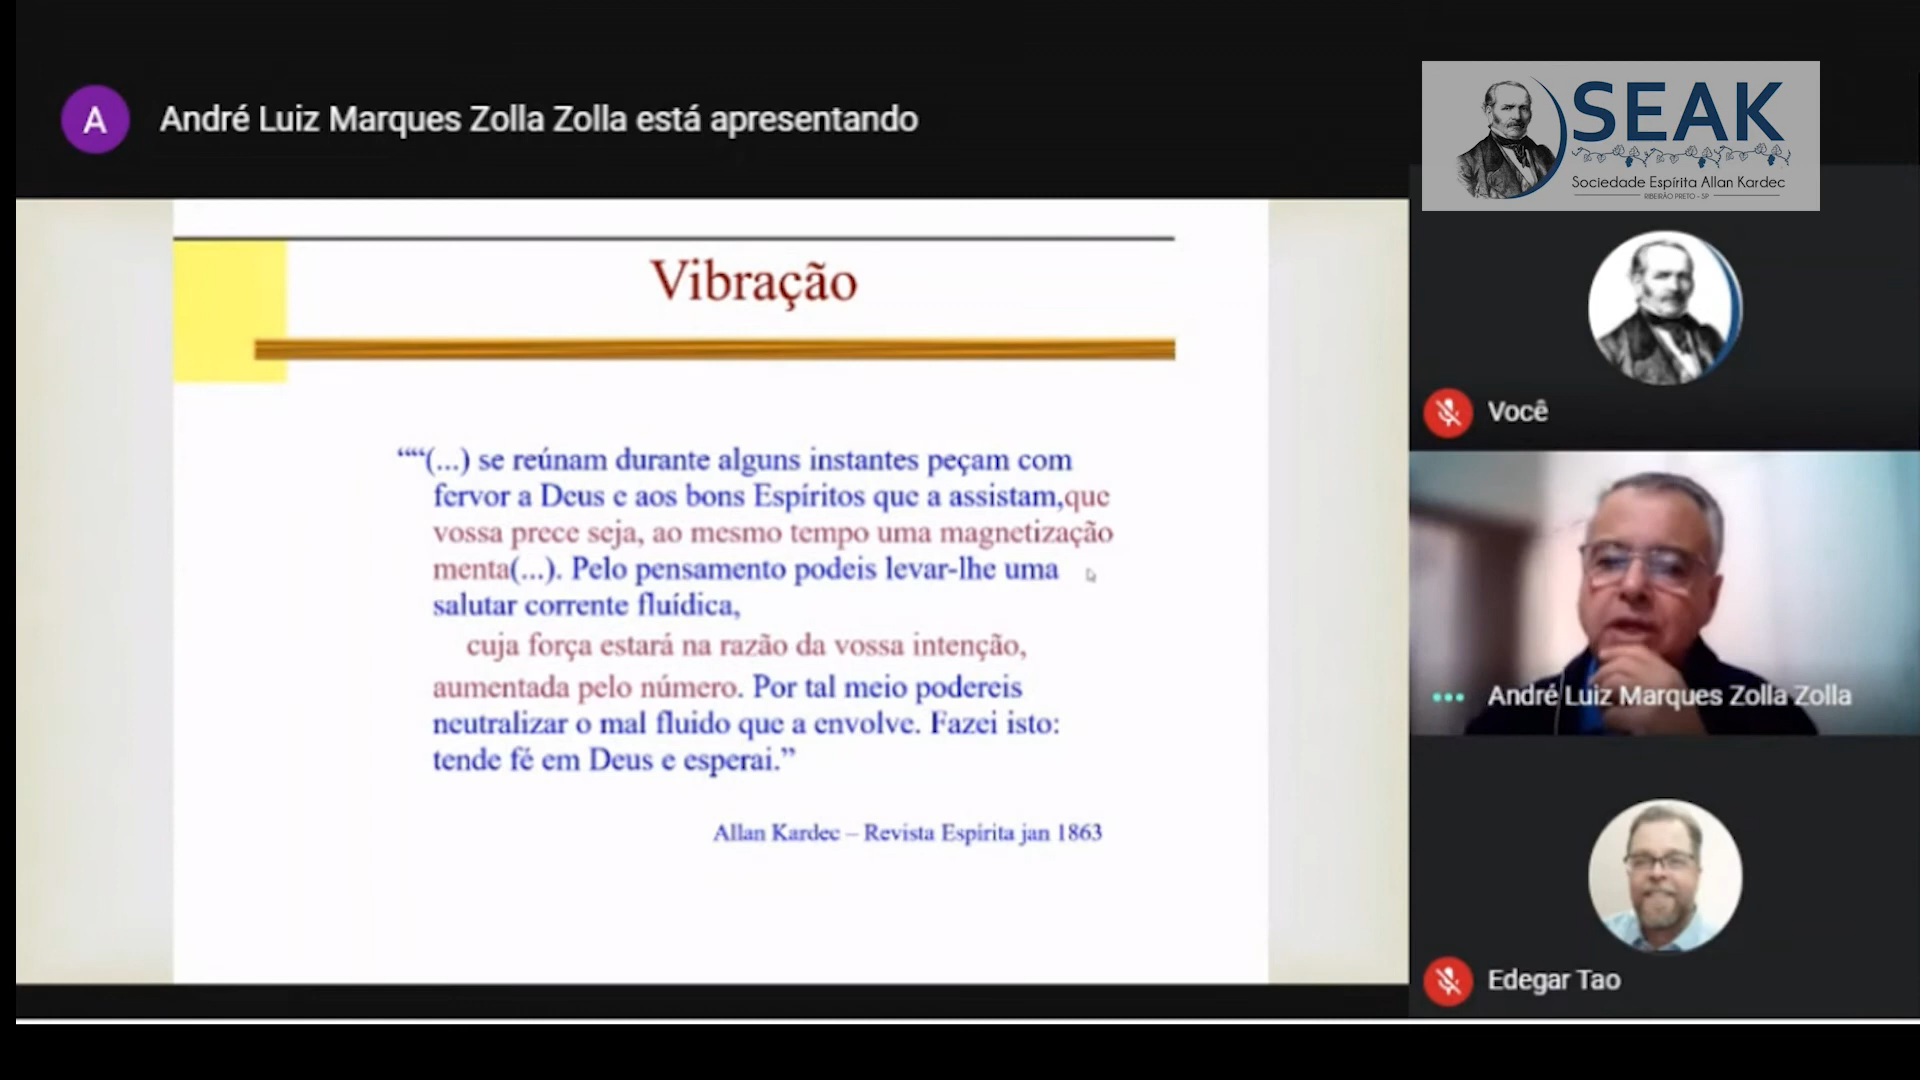 A
André Luiz Marques Zolla Zolla está apresentando
SEAK
Sociedade Espírita Allan Kardec
RIBEIRÃO PRETO - SP
Vibração
““(...) se reúnam durante alguns instantes peçam com
fervor a Deus e aos bons Espíritos que a assistam,que
vossa prece seja, ao mesmo tempo uma magnetização
menta(...). Pelo pensamento podeis levar-lhe uma
salutar corrente fluídica,
cuja força estará na razão da vossa intenção,
aumentada pelo número. Por tal meio podereis
neutralizar o mal fluido que a envolve. Fazei isto:
tende fé em Deus e esperai.”
Allan Kardec – Revista Espírita jan 1863
Você
André Luiz Marques Zolla Zolla
Edegar Tao